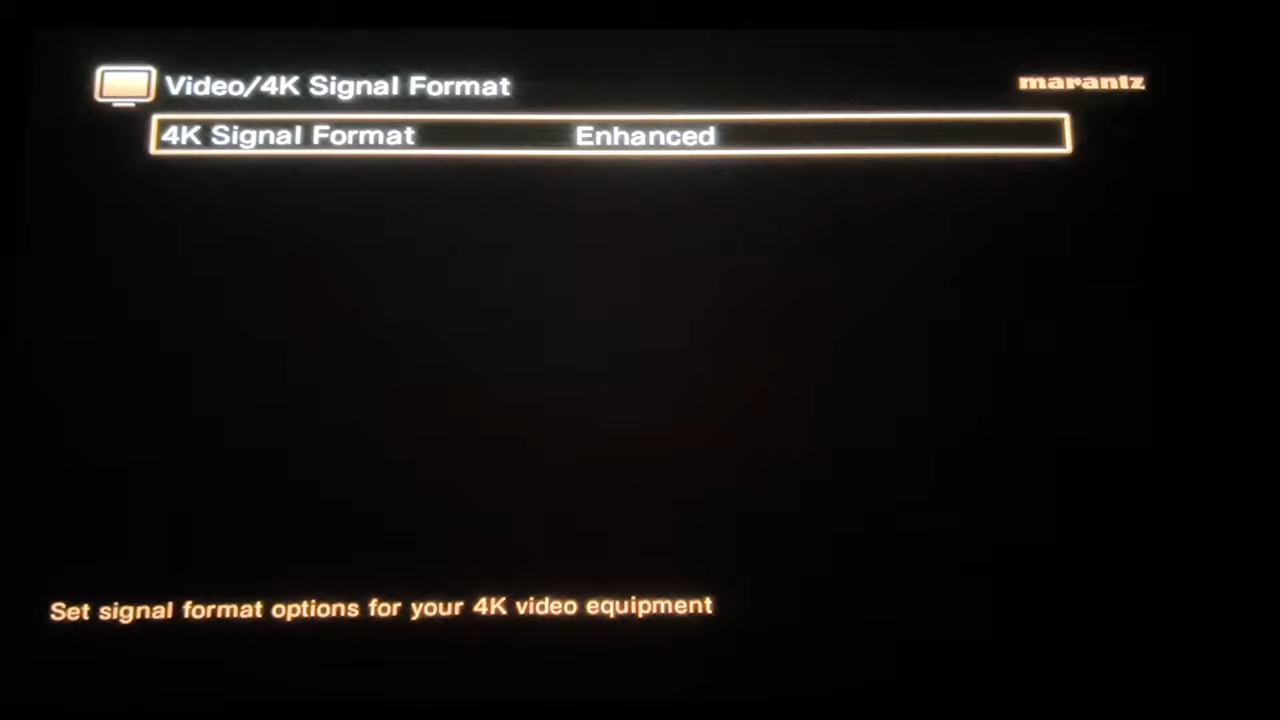 Video/4K Signal Format
marantz
4K Signal Format Enhanced
Set signal format options for your 4K video equipment